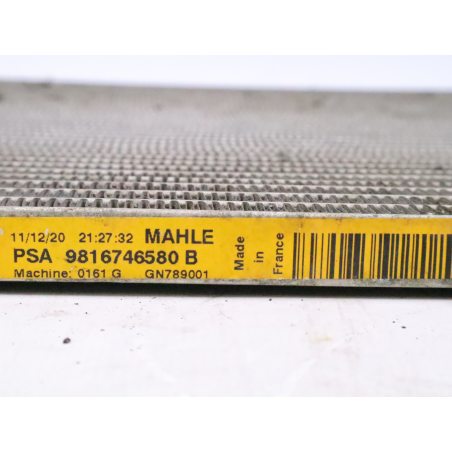 11/12/20 21:27:32 MAHLE
PSA 9816746580 B
Machine: 0161 G GN789001
Made
in
France